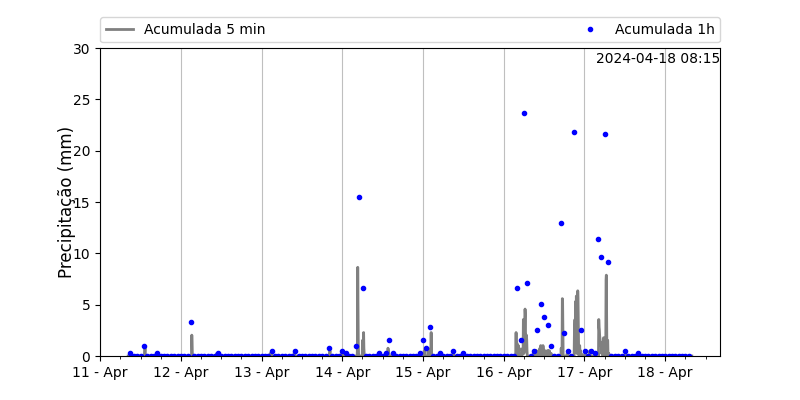 Acumulada 5 min
Acumulada 1h
2024-04-18 08:15
Precipitação (mm)
30
25
20
15
10
5
0
11 - Apr
12 - Apr
13 - Apr
14 - Apr
15 - Apr
16 - Apr
17 - Apr
18 - Apr